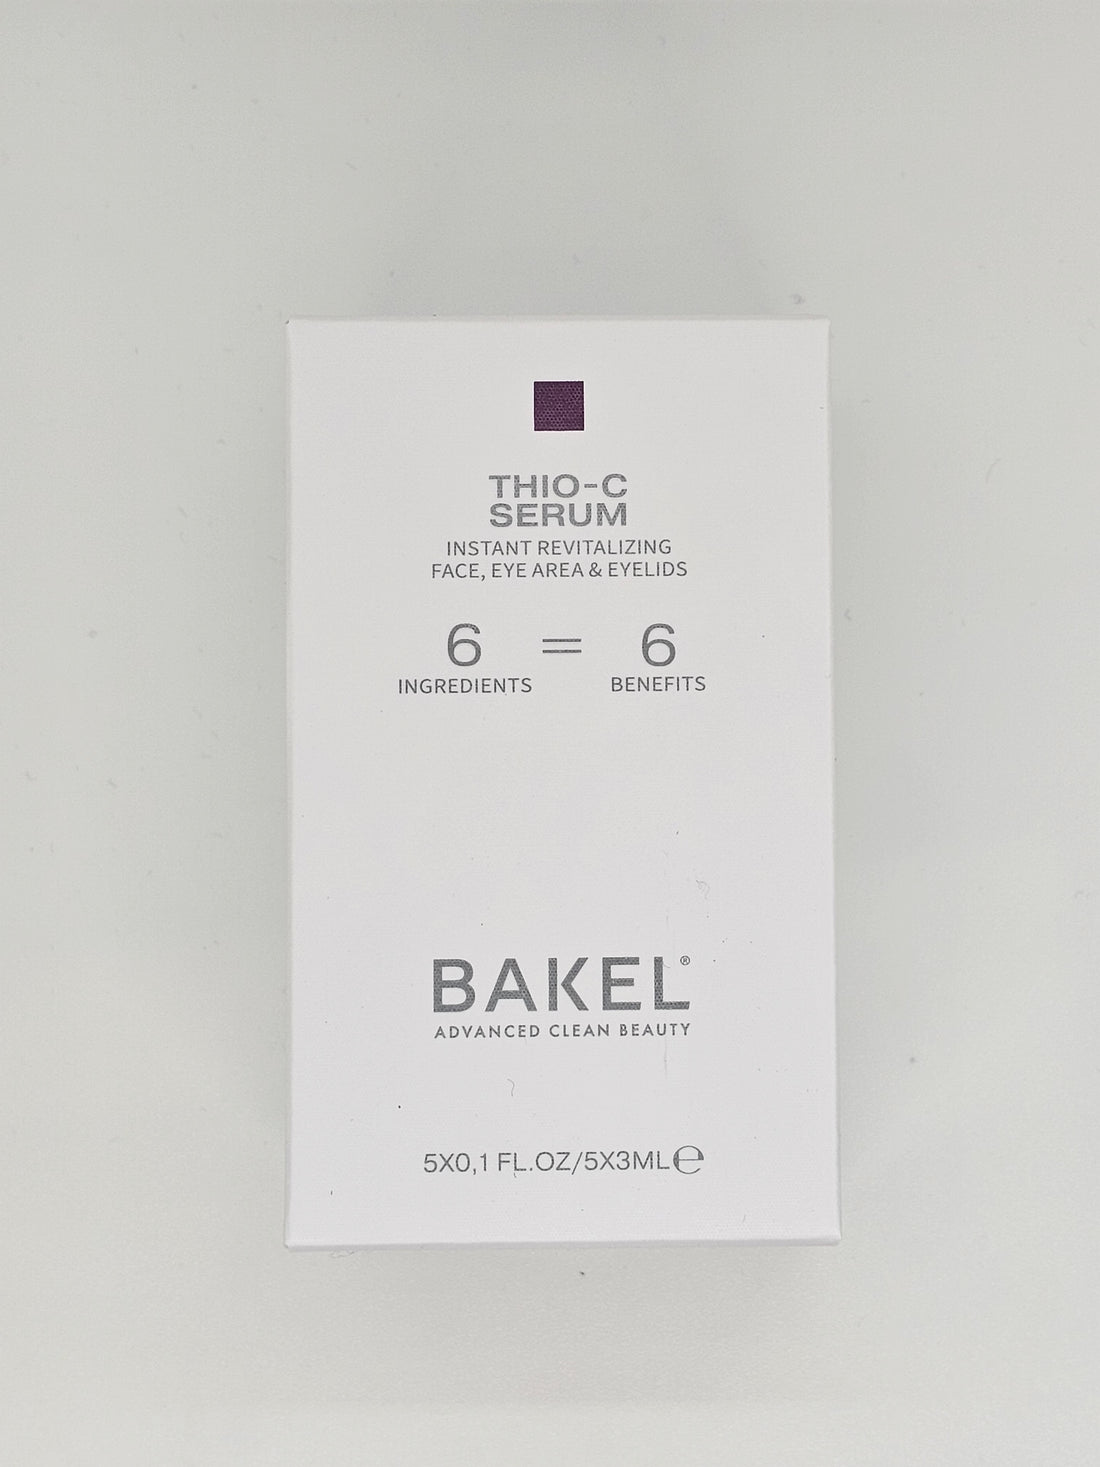 THIO-C
SERUM
INSTANT REVITALIZING
FACE, EYE AREA & EYELIDS
6 = 6
INGREDIENTS BENEFITS
BAKEL®
ADVANCED CLEAN BEAUTY
5X0,1 FL.OZ/5X3ML℮